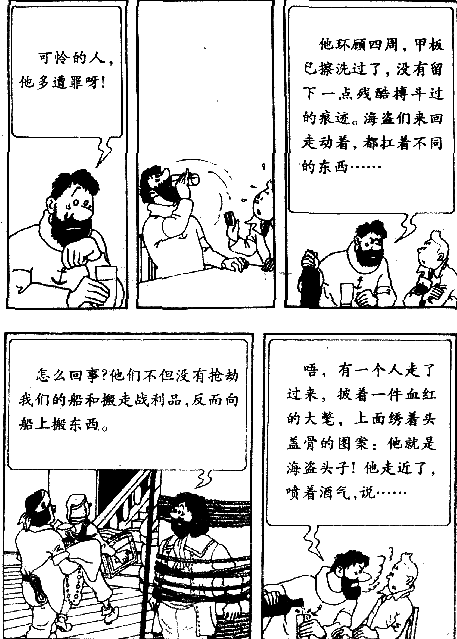 可怜的人，
他多遭罪呀！
他环顾四周，甲板
已擦洗过了，没有留
下一点残酷搏斗过
的痕迹。海盗们来回
走动着，都扛着不同
的东西……
怎么回事？他们不但没有抢劫
我们的船和搬走战利品，反而向
船上搬东西。
唔，有一个人走了
过来，披着一件血红
的大氅，上面绣着头
盖骨的图案：他就是
海盗头子！他走近了，
喷着酒气，说……